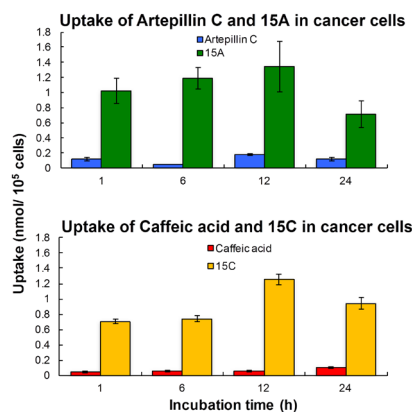 Uptake of Artepillin C and 15A in cancer cells
Artepillin C
15A
1.8
1.6
1.4
1.2
1
0.8
0.6
0.4
0.2
0
1 6 12 24
Uptake (nmol/ 10⁵ cells)
Uptake of Caffeic acid and 15C in cancer cells
Caffeic acid
15C
1.8
1.6
1.4
1.2
1
0.8
0.6
0.4
0.2
0
1 6 12 24
Incubation time (h)